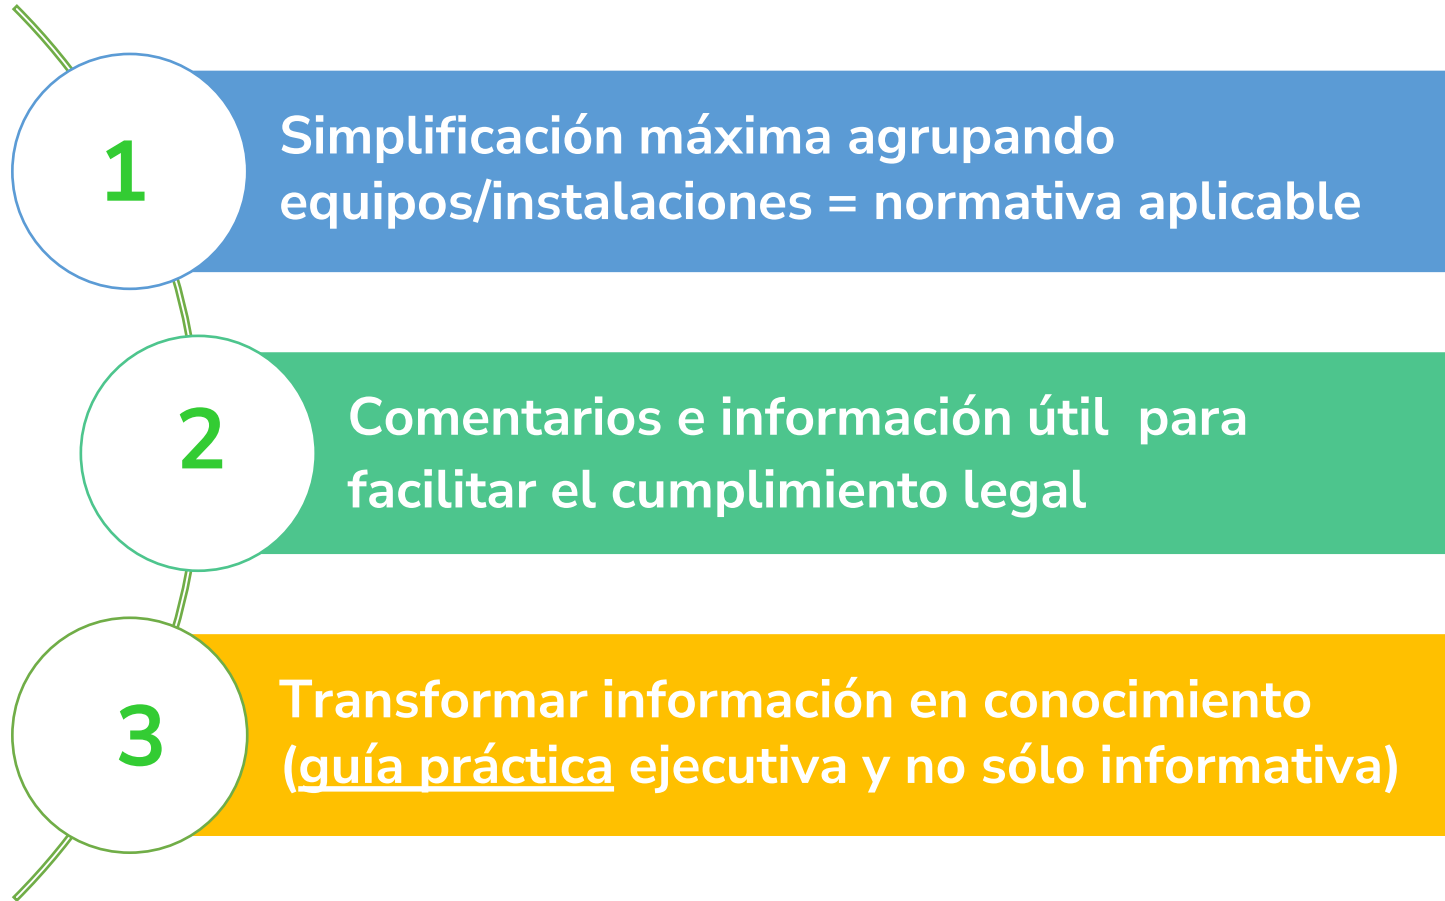 1
Simplificación máxima agrupando
equipos/instalaciones = normativa aplicable
2
Comentarios e información útil  para
facilitar el cumplimiento legal
3
Transformar información en conocimiento
(guía práctica ejecutiva y no sólo informativa)